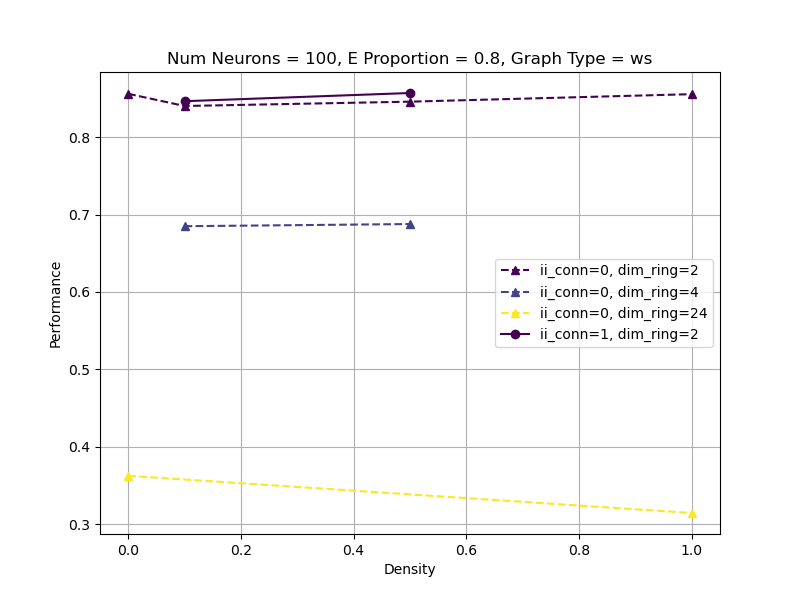 Num Neurons = 100, E Proportion = 0.8, Graph Type = ws
Performance
0.8
0.7
0.6
0.5
0.4
0.3
ii_conn=0, dim_ring=2
ii_conn=0, dim_ring=4
ii_conn=0, dim_ring=24
ii_conn=1, dim_ring=2
0.0 0.2 0.4 0.6 0.8 1.0
Density